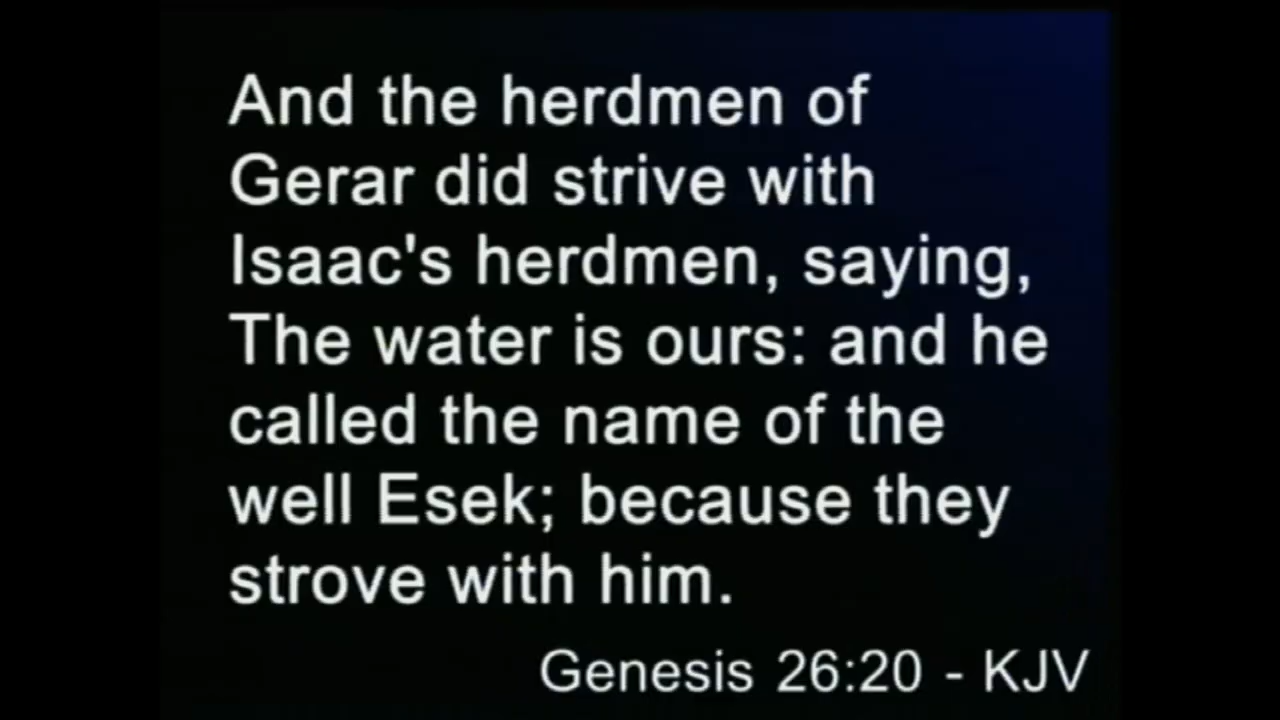 And the herdmen of
Gerar did strive with
Isaac's herdmen, saying,
The water is ours: and he
called the name of the
well Esek; because they
strove with him.
Genesis 26:20 - KJV